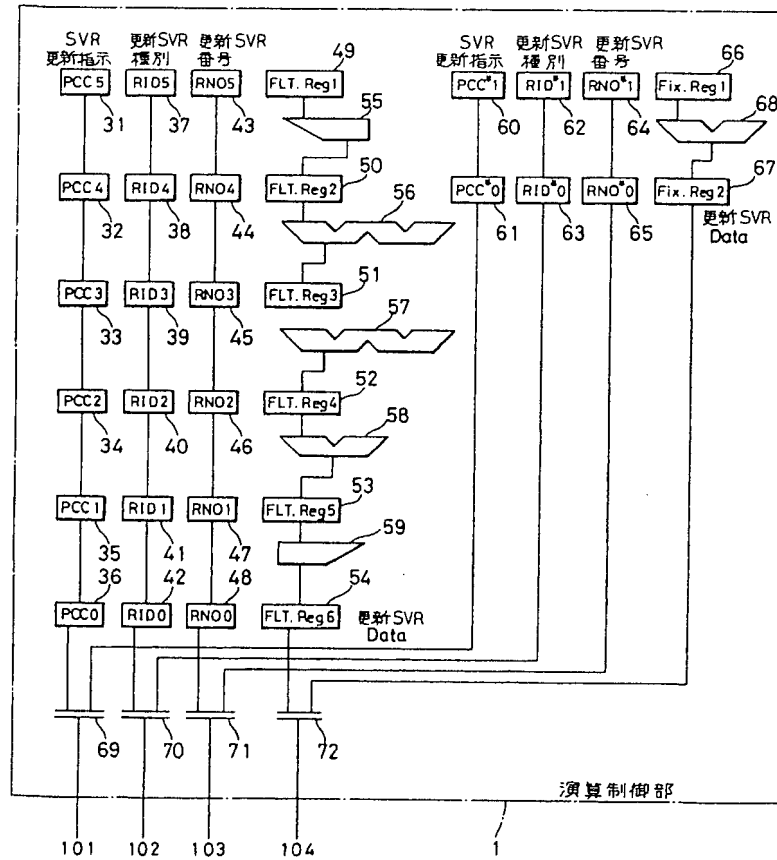 SVR
更新指示
更新SVR
種別
更新SVR
番号
49
SVR
更新指示
更新SVR
種別
更新SVR
番号
66
PCC5
RID5
RNO5
FLT. Reg1
PCC*1
RID*1
RNO*1
Fix. Reg1
31
37
43
55
60
62
64
68
50
67
PCC4
RID4
RNO4
FLT. Reg2
PCC*0
RID*0
RNO*0
Fix. Reg2
32
38
44
56
61
63
65
更新SVR
Data
51
PCC3
RID3
RNO3
FLT. Reg3
33
39
45
57
52
PCC2
RID2
RNO2
FLT. Reg4
34
40
46
58
53
PCC1
RID1
RNO1
FLT. Reg5
35
41
47
59
36
42
48
54
PCC0
RID0
RNO0
FLT. Reg6
更新SVR
Data
69
70
71
72
演算制御部
101
102
103
104
1